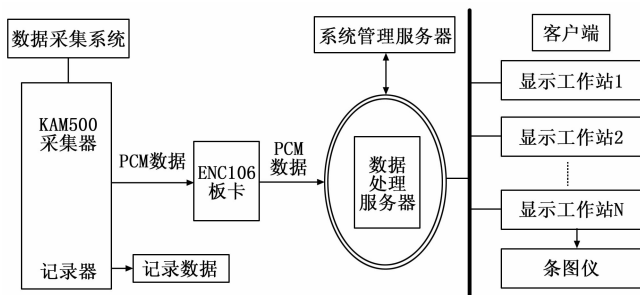 数据采集系统
KAM500
采集器
记录器
PCM数据
记录数据
ENC106
板卡
PCM
数据
系统管理服务器
数据
处理
服务器
客户端
显示工作站1
显示工作站2
显示工作站N
条图仪